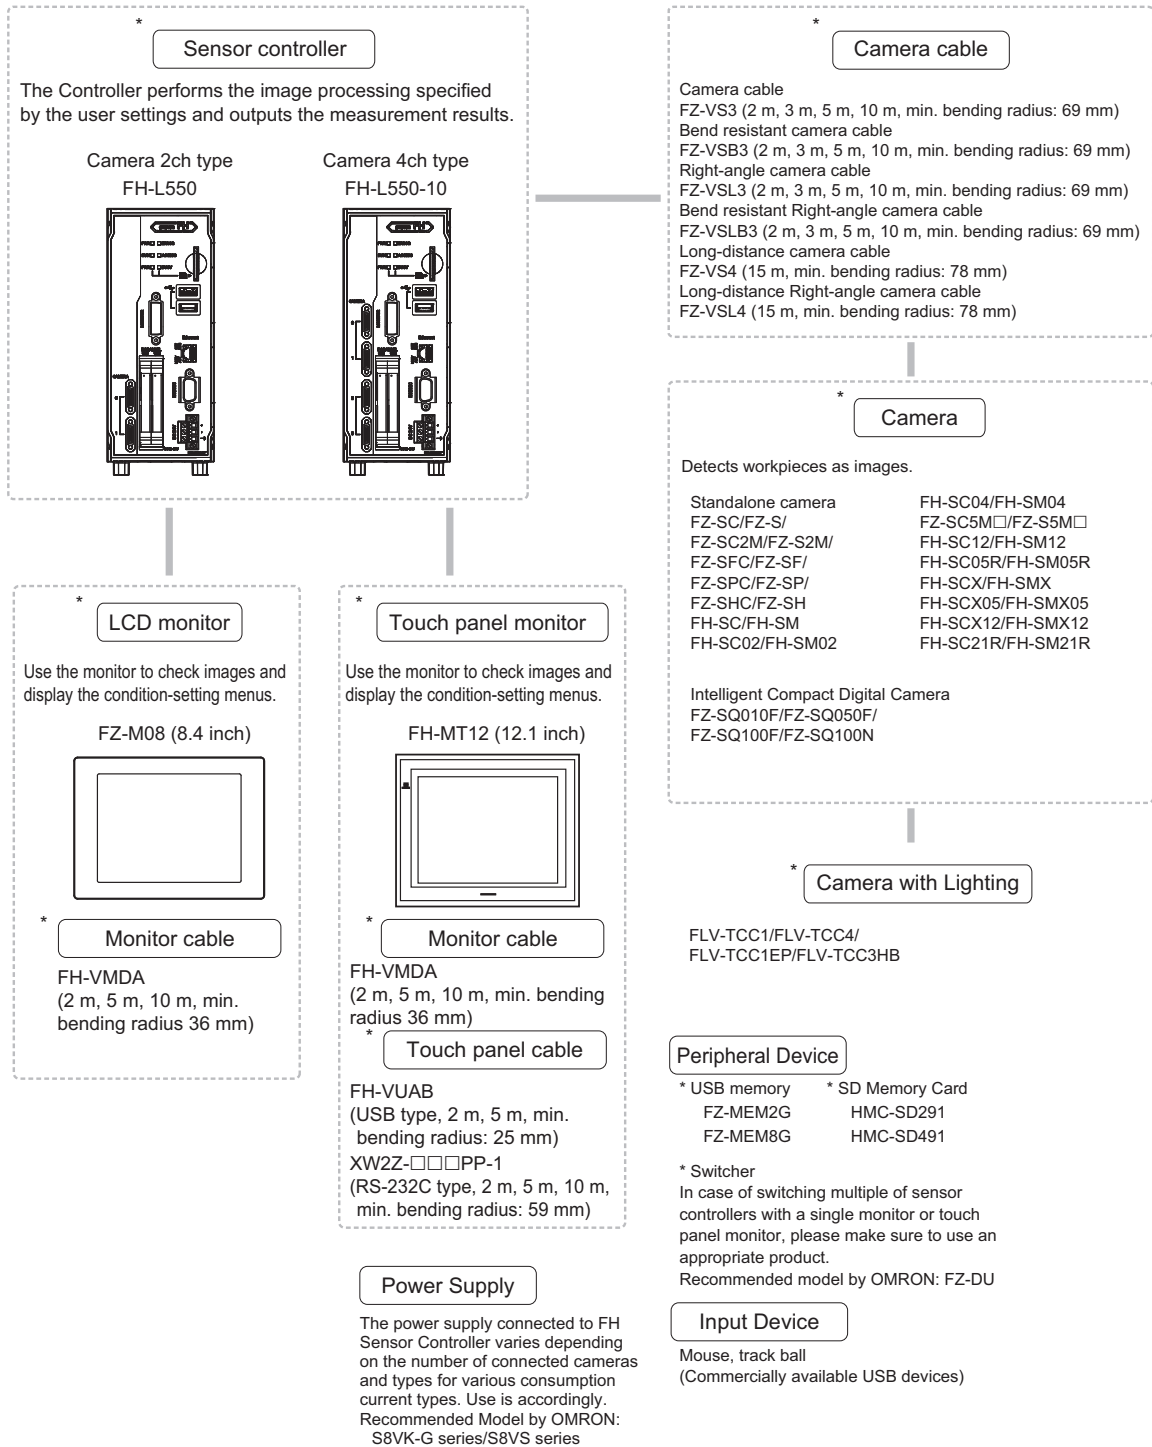 *
Sensor controller
The Controller performs the image processing specified
by the user settings and outputs the measurement results.
Camera 2ch type
FH-L550
Camera 4ch type
FH-L550-10
*
Camera cable
Camera cable
FZ-VS3 (2 m, 3 m, 5 m, 10 m, min. bending radius: 69 mm)
Bend resistant camera cable
FZ-VSB3 (2 m, 3 m, 5 m, 10 m, min. bending radius: 69 mm)
Right-angle camera cable
FZ-VSL3 (2 m, 3 m, 5 m, 10 m, min. bending radius: 69 mm)
Bend resistant Right-angle camera cable
FZ-VSLB3 (2 m, 3 m, 5 m, 10 m, min. bending radius: 69 mm)
Long-distance camera cable
FZ-VS4 (15 m, min. bending radius: 78 mm)
Long-distance Right-angle camera cable
FZ-VSL4 (15 m, min. bending radius: 78 mm)
*
Camera
Detects workpieces as images.
Standalone camera
FZ-SC/FZ-S/
FZ-SC2M/FZ-S2M/
FZ-SFC/FZ-SF/
FZ-SPC/FZ-SP/
FZ-SHC/FZ-SH
FH-SC/FH-SM
FH-SC02/FH-SM02
FH-SC04/FH-SM04
FZ-SC5M□/FZ-S5M□
FH-SC12/FH-SM12
FH-SC05R/FH-SM05R
FH-SCX/FH-SMX
FH-SCX05/FH-SMX05
FH-SCX12/FH-SMX12
FH-SC21R/FH-SM21R
Intelligent Compact Digital Camera
FZ-SQ010F/FZ-SQ050F/
FZ-SQ100F/FZ-SQ100N
*
LCD monitor
Use the monitor to check images and
display the condition-setting menus.
FZ-M08 (8.4 inch)
*
Monitor cable
FH-VMDA
(2 m, 5 m, 10 m, min.
bending radius 36 mm)
*
Touch panel monitor
Use the monitor to check images and
display the condition-setting menus.
FH-MT12 (12.1 inch)
*
Monitor cable
FH-VMDA
(2 m, 5 m, 10 m, min. bending
radius 36 mm)
*
Touch panel cable
FH-VUAB
(USB type, 2 m, 5 m, min.
bending radius: 25 mm)
XW2Z-□□□PP-1
(RS-232C type, 2 m, 5 m, 10 m,
min. bending radius: 59 mm)
*
Camera with Lighting
FLV-TCC1/FLV-TCC4/
FLV-TCC1EP/FLV-TCC3HB
Peripheral Device
* USB memory
FZ-MEM2G
FZ-MEM8G
* SD Memory Card
HMC-SD291
HMC-SD491
* Switcher
In case of switching multiple of sensor
controllers with a single monitor or touch
panel monitor, please make sure to use an
appropriate product.
Recommended model by OMRON: FZ-DU
Power Supply
The power supply connected to FH
Sensor Controller varies depending
on the number of connected cameras
and types for various consumption
current types. Use is accordingly.
Recommended Model by OMRON:
S8VK-G series/S8VS series
Input Device
Mouse, track ball
(Commercially available USB devices)